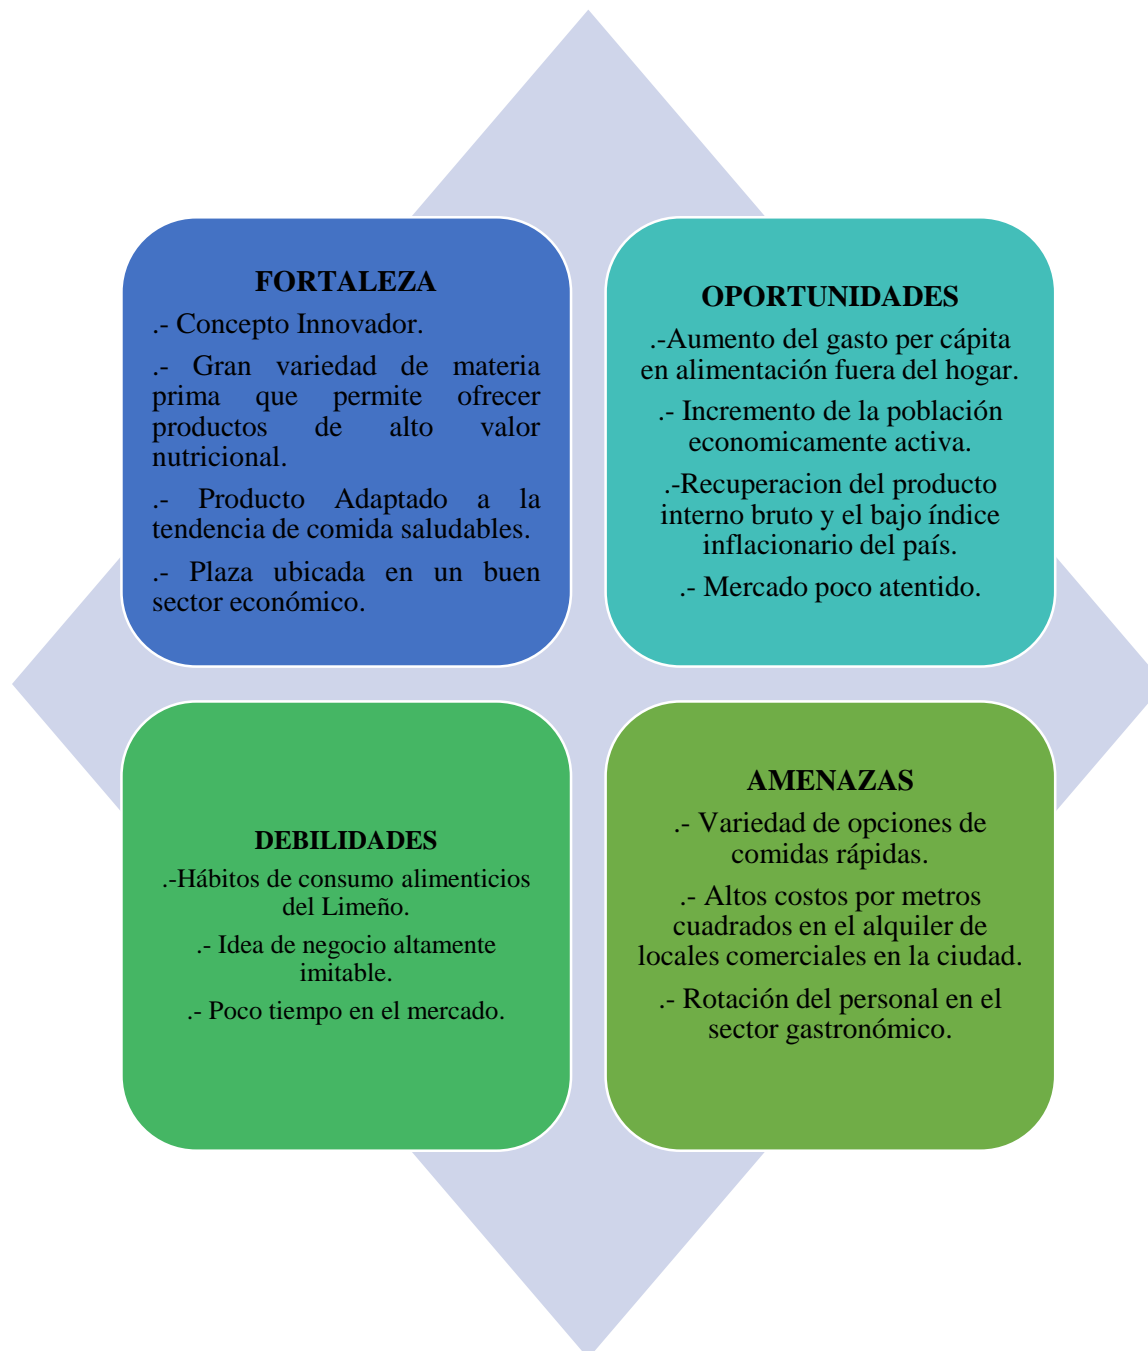 FORTALEZA
.- Concepto Innovador.
.- Gran variedad de materia
prima que permite ofrecer
productos de alto valor
nutricional.
.- Producto Adaptado a la
tendencia de comida saludables.
.- Plaza ubicada en un buen
sector económico.
OPORTUNIDADES
.-Aumento del gasto per cápita
en alimentación fuera del hogar.
.- Incremento de la población
economicamente activa.
.-Recuperacion del producto
interno bruto y el bajo índice
inflacionario del país.
.- Mercado poco atentido.
DEBILIDADES
.-Hábitos de consumo alimenticios
del Limeño.
.- Idea de negocio altamente
imitable.
.- Poco tiempo en el mercado.
AMENAZAS
.- Variedad de opciones de
comidas rápidas.
.- Altos costos por metros
cuadrados en el alquiler de
locales comerciales en la ciudad.
.- Rotación del personal en el
sector gastronómico.